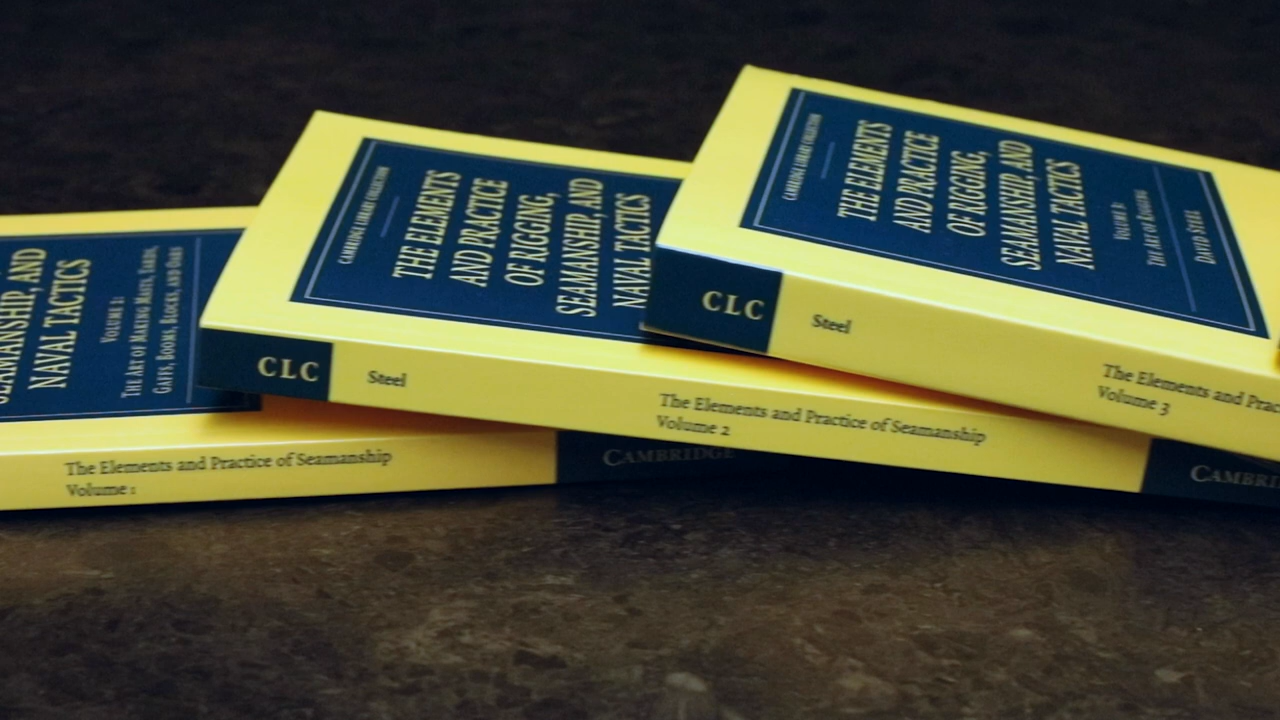 SEAMANSHIP, AND
NAVAL TACTICS
VOLUME 1:
THE ART OF MAKING MASTS, YARDS,
GAFFS, BOOMS, BLOCKS, AND OARS
The Elements and Practice of Seamanship
Volume 1
CAMBRIDGE
CAMBRIDGE LIBRARY COLLECTION
THE ELEMENTS
AND PRACTICE
OF RIGGING,
SEAMANSHIP, AND
NAVAL TACTICS
CLC
Steel
The Elements and Practice of Seamanship
Volume 2
CAMBRI
CAMBRIDGE LIBRARY COLLECTION
THE ELEMENTS
AND PRACTICE
OF RIGGING,
SEAMANSHIP, AND
NAVAL TACTICS
VOLUME 3:
THE ART OF RIGGING
DAVID STEEL
CLC
Steel
The Elements and Prac
Volume 3